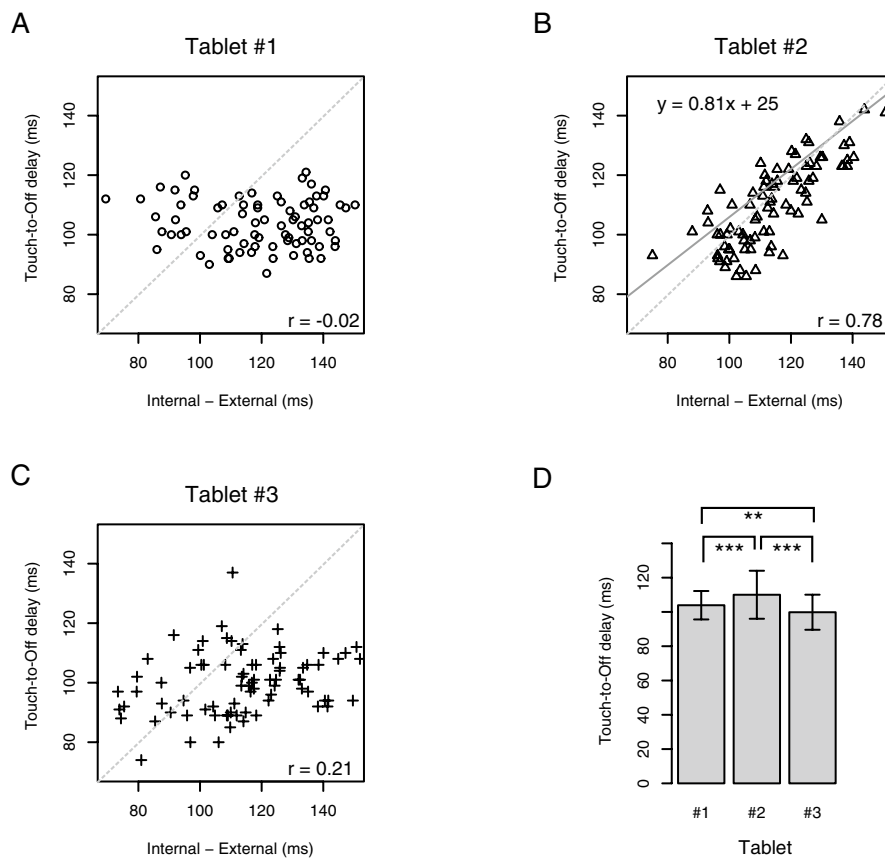 A
Tablet #1
Touch-to-Off delay (ms)
140
120
100
80
r = -0.02
80 100 120 140
Internal – External (ms)
B
Tablet #2
Touch-to-Off delay (ms)
140
120
100
80
y = 0.81x + 25
r = 0.78
80 100 120 140
Internal – External (ms)
C
Tablet #3
Touch-to-Off delay (ms)
140
120
100
80
r = 0.21
80 100 120 140
Internal – External (ms)
D
**
*** ***
Touch-to-Off delay (ms)
120
100
80
60
40
20
0
#1 #2 #3
Tablet